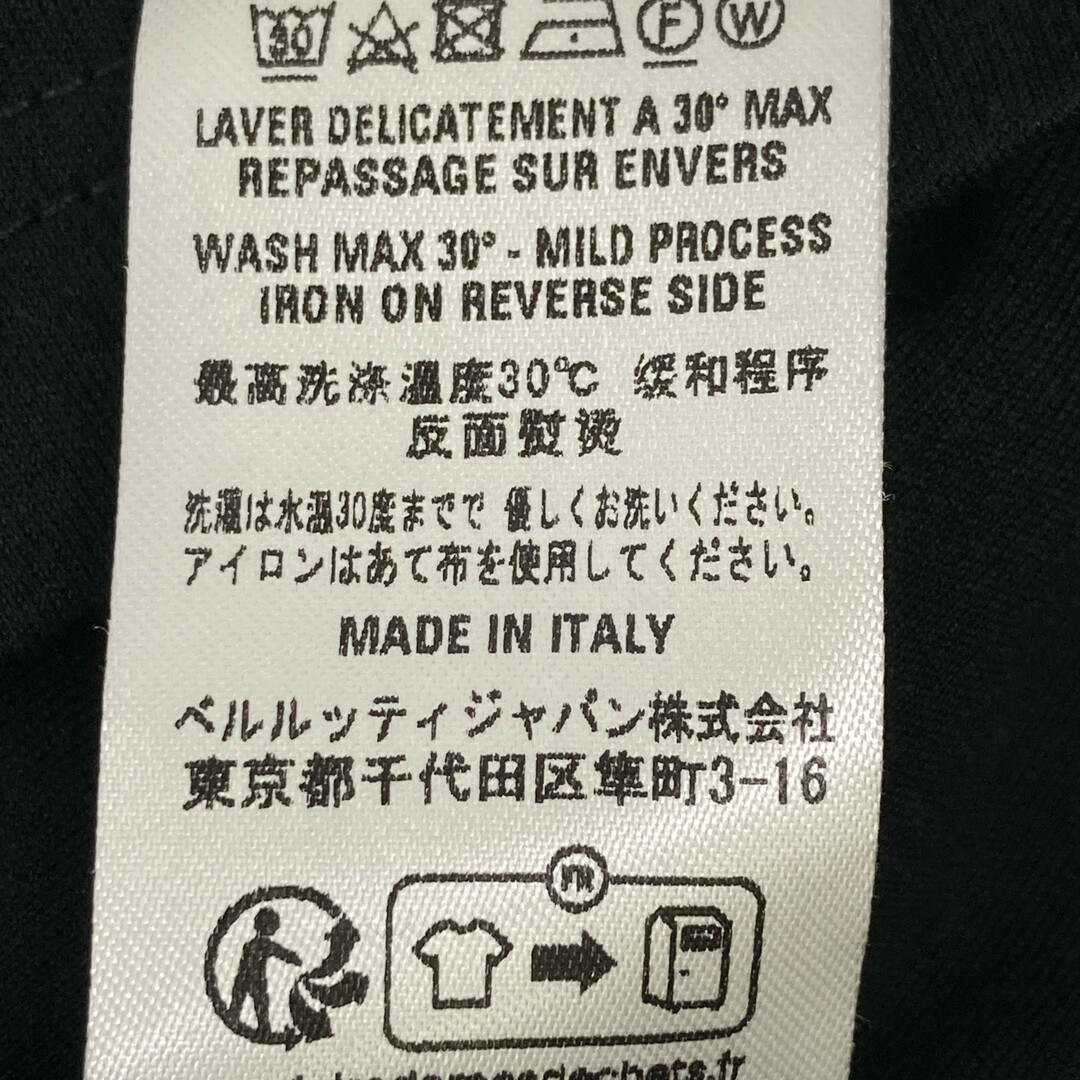 30 F W
LAVER DELICATEMENT A 30° MAX
REPASSAGE SUR ENVERS
WASH MAX 30° - MILD PROCESS
IRON ON REVERSE SIDE
最高洗涤温度30℃ 缓和程序
反面熨烫
洗濯は水温30度までで 優しくお洗いください。
アイロンはあて布を使用してください。
MADE IN ITALY
ベルルッティジャパン株式会社
東京都千代田区隼町3-16
FR